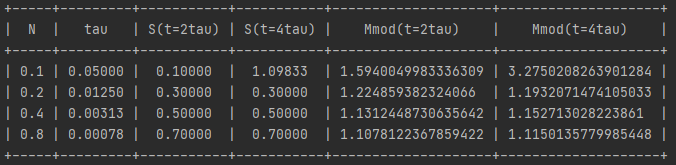 +-----+---------+-----------+-----------+--------------------+--------------------+
| N | tau | S(t=2tau) | S(t=4tau) | Mmod(t=2tau) | Mmod(t=4tau) |
+-----+---------+-----------+-----------+--------------------+--------------------+
| 0.1 | 0.05000 | 0.10000 | 1.09833 | 1.5940049983336309 | 3.2750208263901284 |
| 0.2 | 0.01250 | 0.30000 | 0.30000 | 1.224859382324066 | 1.1932071474105033 |
| 0.4 | 0.00313 | 0.50000 | 0.50000 | 1.1312448730635642 | 1.152713028223861 |
| 0.8 | 0.00078 | 0.70000 | 0.70000 | 1.1078122367859422 | 1.1150135779985448 |
+-----+---------+-----------+-----------+--------------------+--------------------+